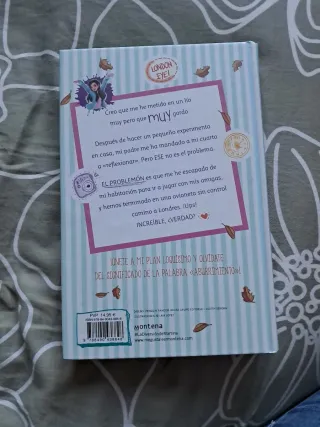 LONDON
EYE!
Creo que me he metido en un lío
muy pero que muy gordo
Después de hacer un pequeño experimento
en casa, mi padre me ha mandado a mi cuarto
a «reflexionar». Pero ESE no es el problema.
EL PROBLEMÓN es que me he escapado de
mi habitación para ir a jugar con mis amigas,
y hemos terminado en una avioneta sin control
camino a Londres. ¡Ups!
INCREÍBLE, ¿VERDAD?
¡ÚNETE A MI PLAN LOQUÍSIMO Y OLVÍDATE
DEL SIGNIFICADO DE LA PALABRA «ABURRIMIENTO»!
montena